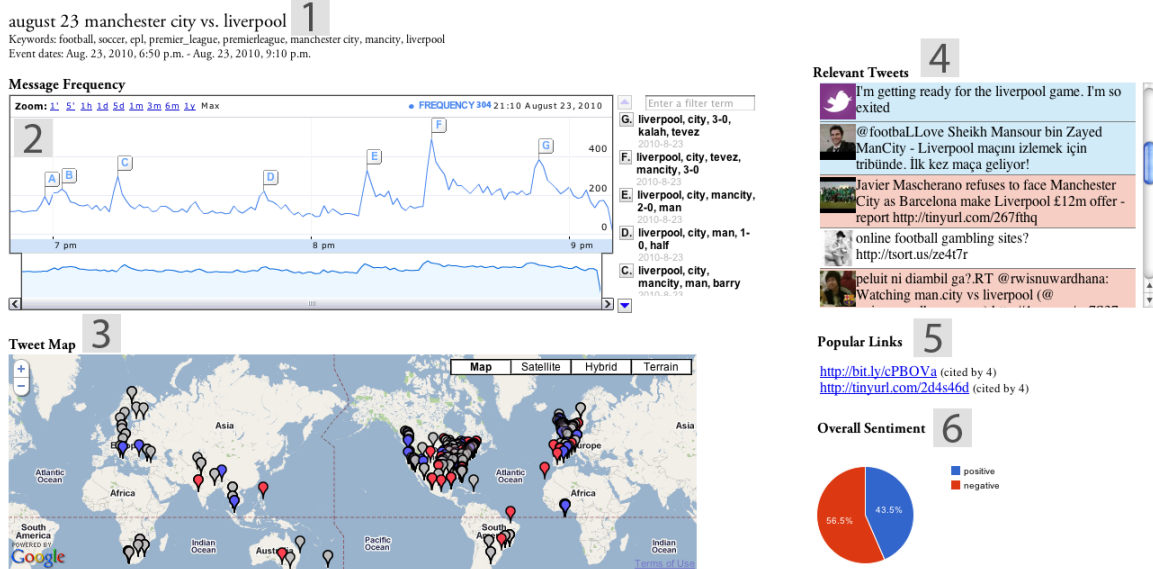 august 23 manchester city vs. liverpool 1
Keywords: football, soccer, epl, premier_league, premierleague, manchester city, mancity, liverpool
Event dates: Aug. 23, 2010, 6:50 p.m. - Aug. 23, 2010, 9:10 p.m.
Message Frequency
Zoom: 1' 5' 1h 1d 5d 1m 3m 6m 1y Max
FREQUENCY 304 21:10 August 23, 2010
2
A
B
C
D
E
F
G
400
200
0
7 pm
8 pm
9 pm
Enter a filter term
G. liverpool, city, 3-0,
kalah, tevez
2010-8-23
F. liverpool, city, tevez,
mancity, 3-0
2010-8-23
E. liverpool, city, mancity,
2-0, man
2010-8-23
D. liverpool, city, man, 1-
0, half
2010-8-23
C. liverpool, city,
mancity, man, barry
2010-8-23
Tweet Map 3
+
−
Map Satellite Hybrid Terrain
Asia
Europe
Atlantic
Ocean
Africa
South
America
Indian
Ocean
Australia
Pacific
Ocean
Atlantic
Ocean
South
America
Europe
Africa
Asia
Indian
Ocean
POWERED BY
Google
Terms of Use
Relevant Tweets 4
I'm getting ready for the liverpool game. I'm so
exited
@footbaLLove Sheikh Mansour bin Zayed
ManCity - Liverpool maçını izlemek için
tribünde. İlk kez maça geliyor!
Javier Mascherano refuses to face Manchester
City as Barcelona make Liverpool £12m offer -
report http://tinyurl.com/267fthq
online football gambling sites?
http://tsort.us/ze4t7r
peluit ni diambil ga?.RT @rwisnuwardhana:
Watching man.city vs liverpool (@
Popular Links 5
http://bit.ly/cPBOVa (cited by 4)
http://tinyurl.com/2d4s46d (cited by 4)
Overall Sentiment 6
positive
negative
56.5%
43.5%